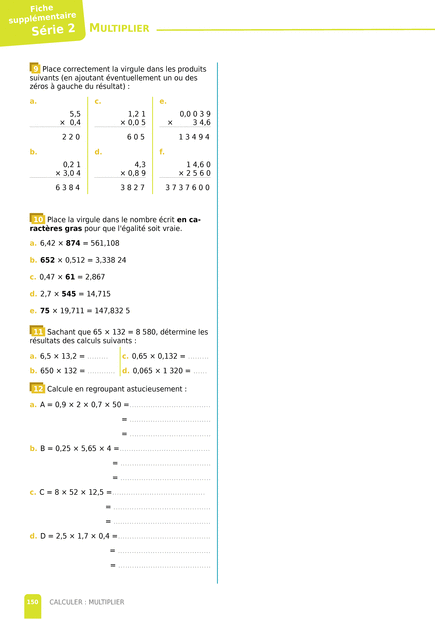 Fiche
supplémentaire
Série 2
MULTIPLIER
9 Place correctement la virgule dans les produits
suivants (en ajoutant éventuellement un ou des
zéros à gauche du résultat) :
a.
5,5
× 0,4
2 2 0
b.
0,2 1
× 3,0 4
6 3 8 4
c.
1,2 1
× 0,0 5
6 0 5
d.
4,3
× 0,8 9
3 8 2 7
e.
0,0 0 3 9
× 3 4,6
1 3 4 9 4
f.
1 4,6 0
× 2 5 6 0
3 7 3 7 6 0 0
10 Place la virgule dans le nombre écrit en ca-
ractères gras pour que l'égalité soit vraie.
a. 6,42 × 874 = 561,108
b. 652 × 0,512 = 3,338 24
c. 0,47 × 61 = 2,867
d. 2,7 × 545 = 14,715
e. 75 × 19,711 = 147,832 5
11 Sachant que 65 × 132 = 8 580, détermine les
résultats des calculs suivants :
a. 6,5 × 13,2 = .........
b. 650 × 132 = ............
c. 0,65 × 0,132 = .........
d. 0,065 × 1 320 = ......
12 Calcule en regroupant astucieusement :
a. A = 0,9 × 2 × 0,7 × 50 =...................................
= ...................................
= ...................................
b. B = 0,25 × 5,65 × 4 =.......................................
= .......................................
= .......................................
c. C = 8 × 52 × 12,5 =........................................
= ..........................................
= ..........................................
d. D = 2,5 × 1,7 × 0,4 =........................................
= ........................................
= ........................................
150 CALCULER : MULTIPLIER